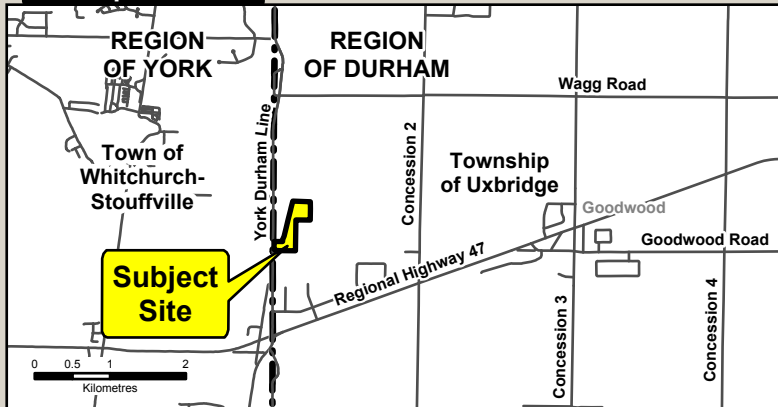 REGION
OF YORK
REGION
OF DURHAM
Wagg Road
York Durham Line
Concession 2
Town of
Whitchurch-
Stouffville
Township
of Uxbridge
Goodwood
Goodwood Road
Subject
Site
Regional Highway 47
Concession 3
Concession 4
0 0.5 1 2
Kilometres